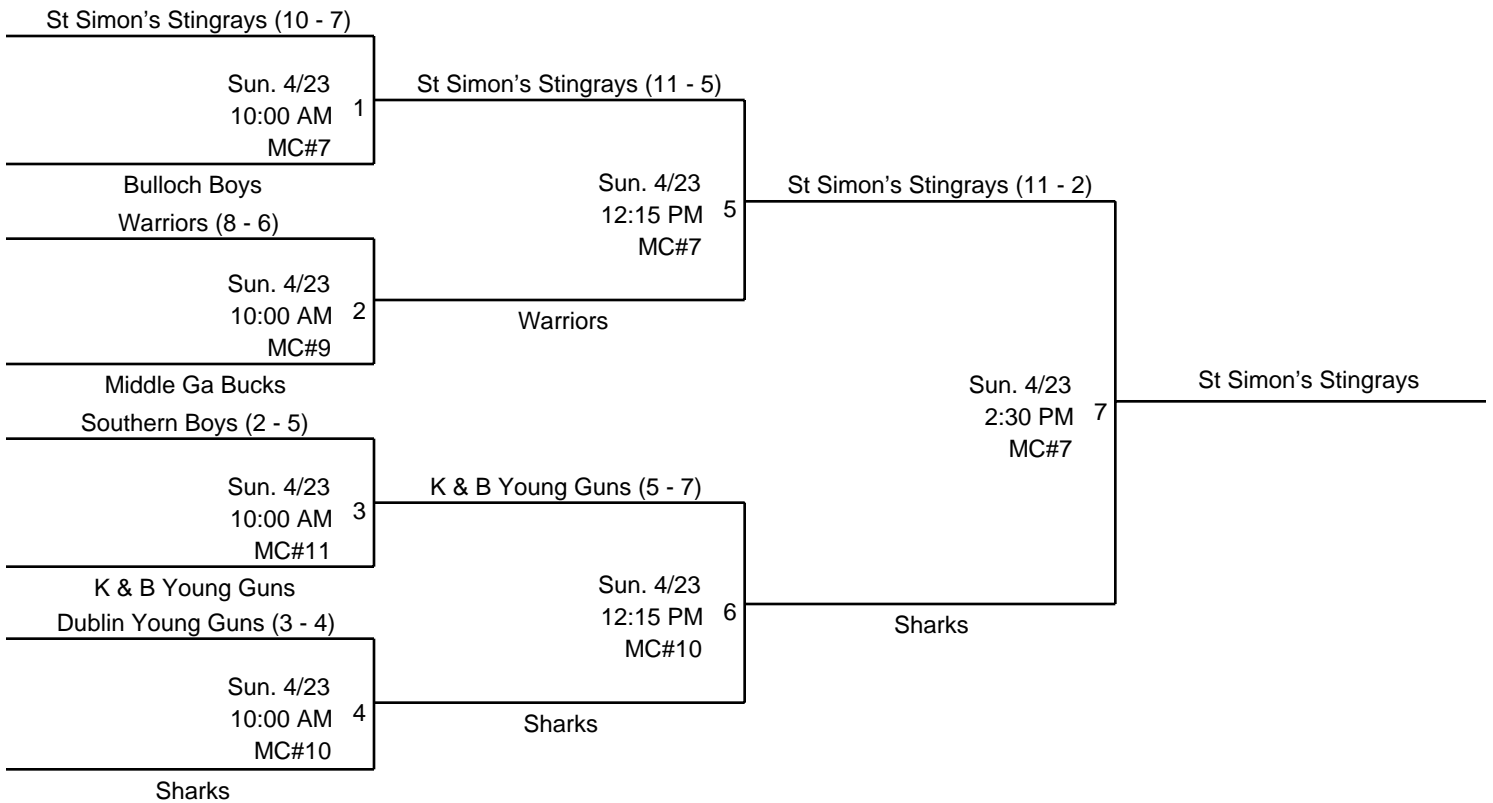 St Simon's Stingrays (10 - 7)
Sun. 4/23
10:00 AM
1
MC#7
Bulloch Boys
Warriors (8 - 6)
Sun. 4/23
10:00 AM
2
MC#9
Middle Ga Bucks
Southern Boys (2 - 5)
Sun. 4/23
10:00 AM
3
MC#11
K & B Young Guns
Dublin Young Guns (3 - 4)
Sun. 4/23
10:00 AM
4
MC#10
Sharks
St Simon's Stingrays (11 - 5)
Sun. 4/23
12:15 PM
5
MC#7
Warriors
K & B Young Guns (5 - 7)
Sun. 4/23
12:15 PM
6
MC#10
Sharks
St Simon's Stingrays (11 - 2)
Sun. 4/23
2:30 PM
7
MC#7
Sharks
St Simon's Stingrays